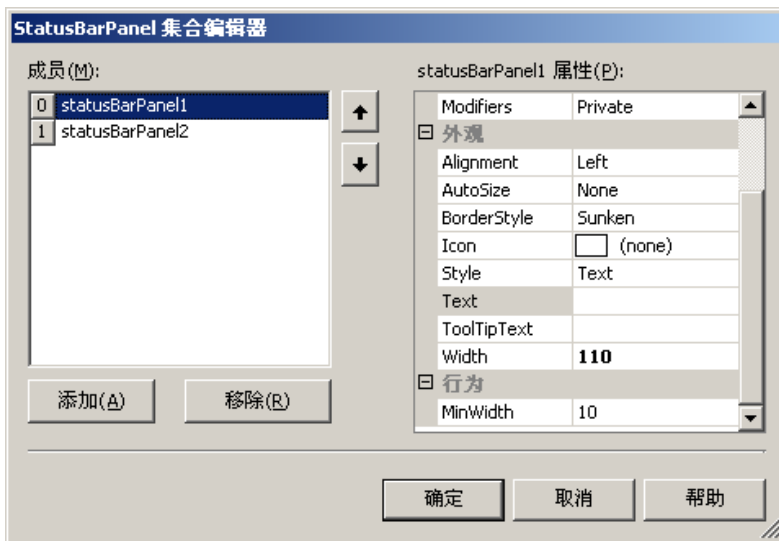 StatusBarPanel 集合编辑器
成员(M):
0 statusBarPanel1
1 statusBarPanel2
添加(A)
移除(R)
statusBarPanel1 属性(P):
Modifiers Private
外观
Alignment Left
AutoSize None
BorderStyle Sunken
Icon (none)
Style Text
Text
ToolTipText
Width 110
行为
MinWidth 10
确定
取消
帮助